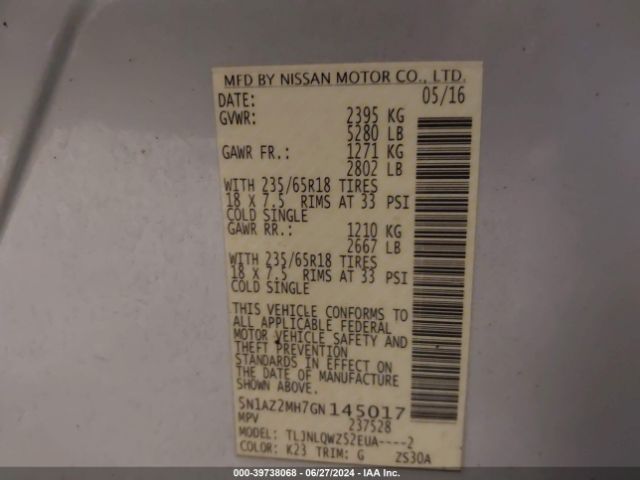 MFD BY NISSAN MOTOR CO., LTD.
DATE: 05/16
GVWR: 2395 KG
5280 LB
GAWR FR.: 1271 KG
2802 LB
WITH 235/65R18 TIRES
18 X 7.5 RIMS AT 33 PSI
COLD SINGLE
GAWR RR.: 1210 KG
2667 LB
WITH 235/65R18 TIRES
18 X 7.5 RIMS AT 33 PSI
COLD SINGLE
THIS VEHICLE CONFORMS TO
ALL APPLICABLE FEDERAL
MOTOR VEHICLE SAFETY AND
THEFT PREVENTION
STANDARDS IN EFFECT ON
THE DATE OF MANUFACTURE
SHOWN ABOVE.
5N1AZ2MH7GN145017
MPV 237528
MODEL: TLJNLQWZ52EUA----2
COLOR: K23 TRIM: G ZS30A
000-39738068 - 06/27/2024 - IAA Inc.